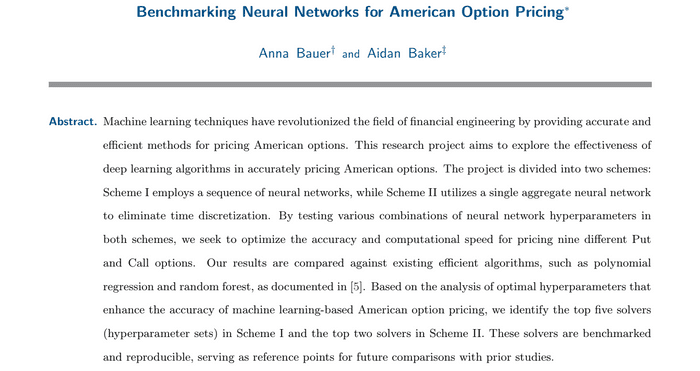 Benchmarking Neural Networks for American Option Pricing*
Anna Bauer† and Aidan Baker‡
Abstract. Machine learning techniques have revolutionized the field of financial engineering by providing accurate and
efficient methods for pricing American options. This research project aims to explore the effectiveness of
deep learning algorithms in accurately pricing American options. The project is divided into two schemes:
Scheme I employs a sequence of neural networks, while Scheme II utilizes a single aggregate neural network
to eliminate time discretization. By testing various combinations of neural network hyperparameters in
both schemes, we seek to optimize the accuracy and computational speed for pricing nine different Put
and Call options. Our results are compared against existing efficient algorithms, such as polynomial
regression and random forest, as documented in [5]. Based on the analysis of optimal hyperparameters that
enhance the accuracy of machine learning-based American option pricing, we identify the top five solvers
(hyperparameter sets) in Scheme I and the top two solvers in Scheme II. These solvers are benchmarked
and reproducible, serving as reference points for future comparisons with prior studies.